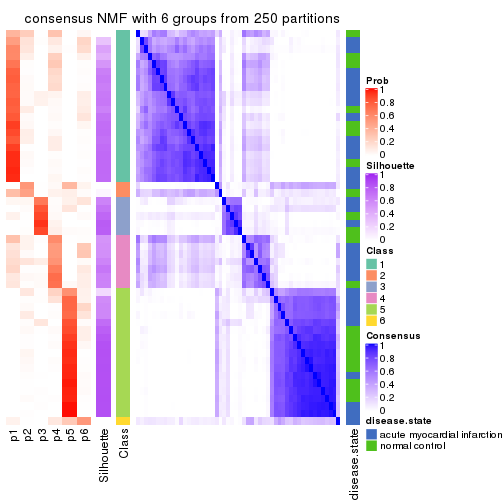 consensus NMF with 6 groups from 250 partitions
Prob
1
0.8
0.6
0.4
0.2
0
Silhouette
1
0.8
0.6
0.4
0.2
0
Class
1
2
3
4
5
6
Consensus
1
0.8
0.6
0.4
0.2
0
disease.state
acute myocardial infarction
normal control
p1
p2
p3
p4
p5
p6
Silhouette
Class
disease.state